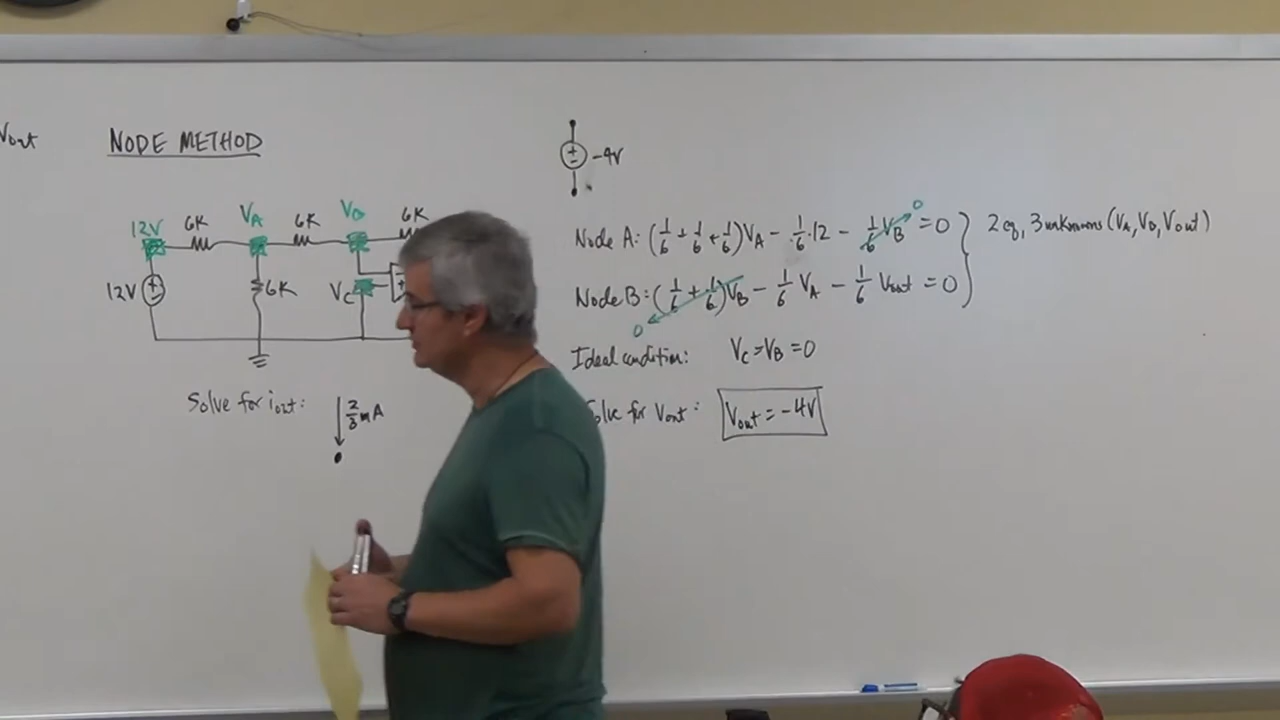 Vout
NODE METHOD
-4V
12V 6K VA 6K VB 6K
12V 6K VC
Node A: (1/6 + 1/6 + 1/6)VA - 1/6·12 - 1/6 VB = 0 } 2 eq, 3 unknowns (VA, VB, Vout)
0
Node B: (1/6 + 1/6)VB - 1/6 VA - 1/6 Vout = 0
0
Ideal condition: VC = VB = 0
Solve for iout: 2/3 mA
for Vout: Vout = -4V